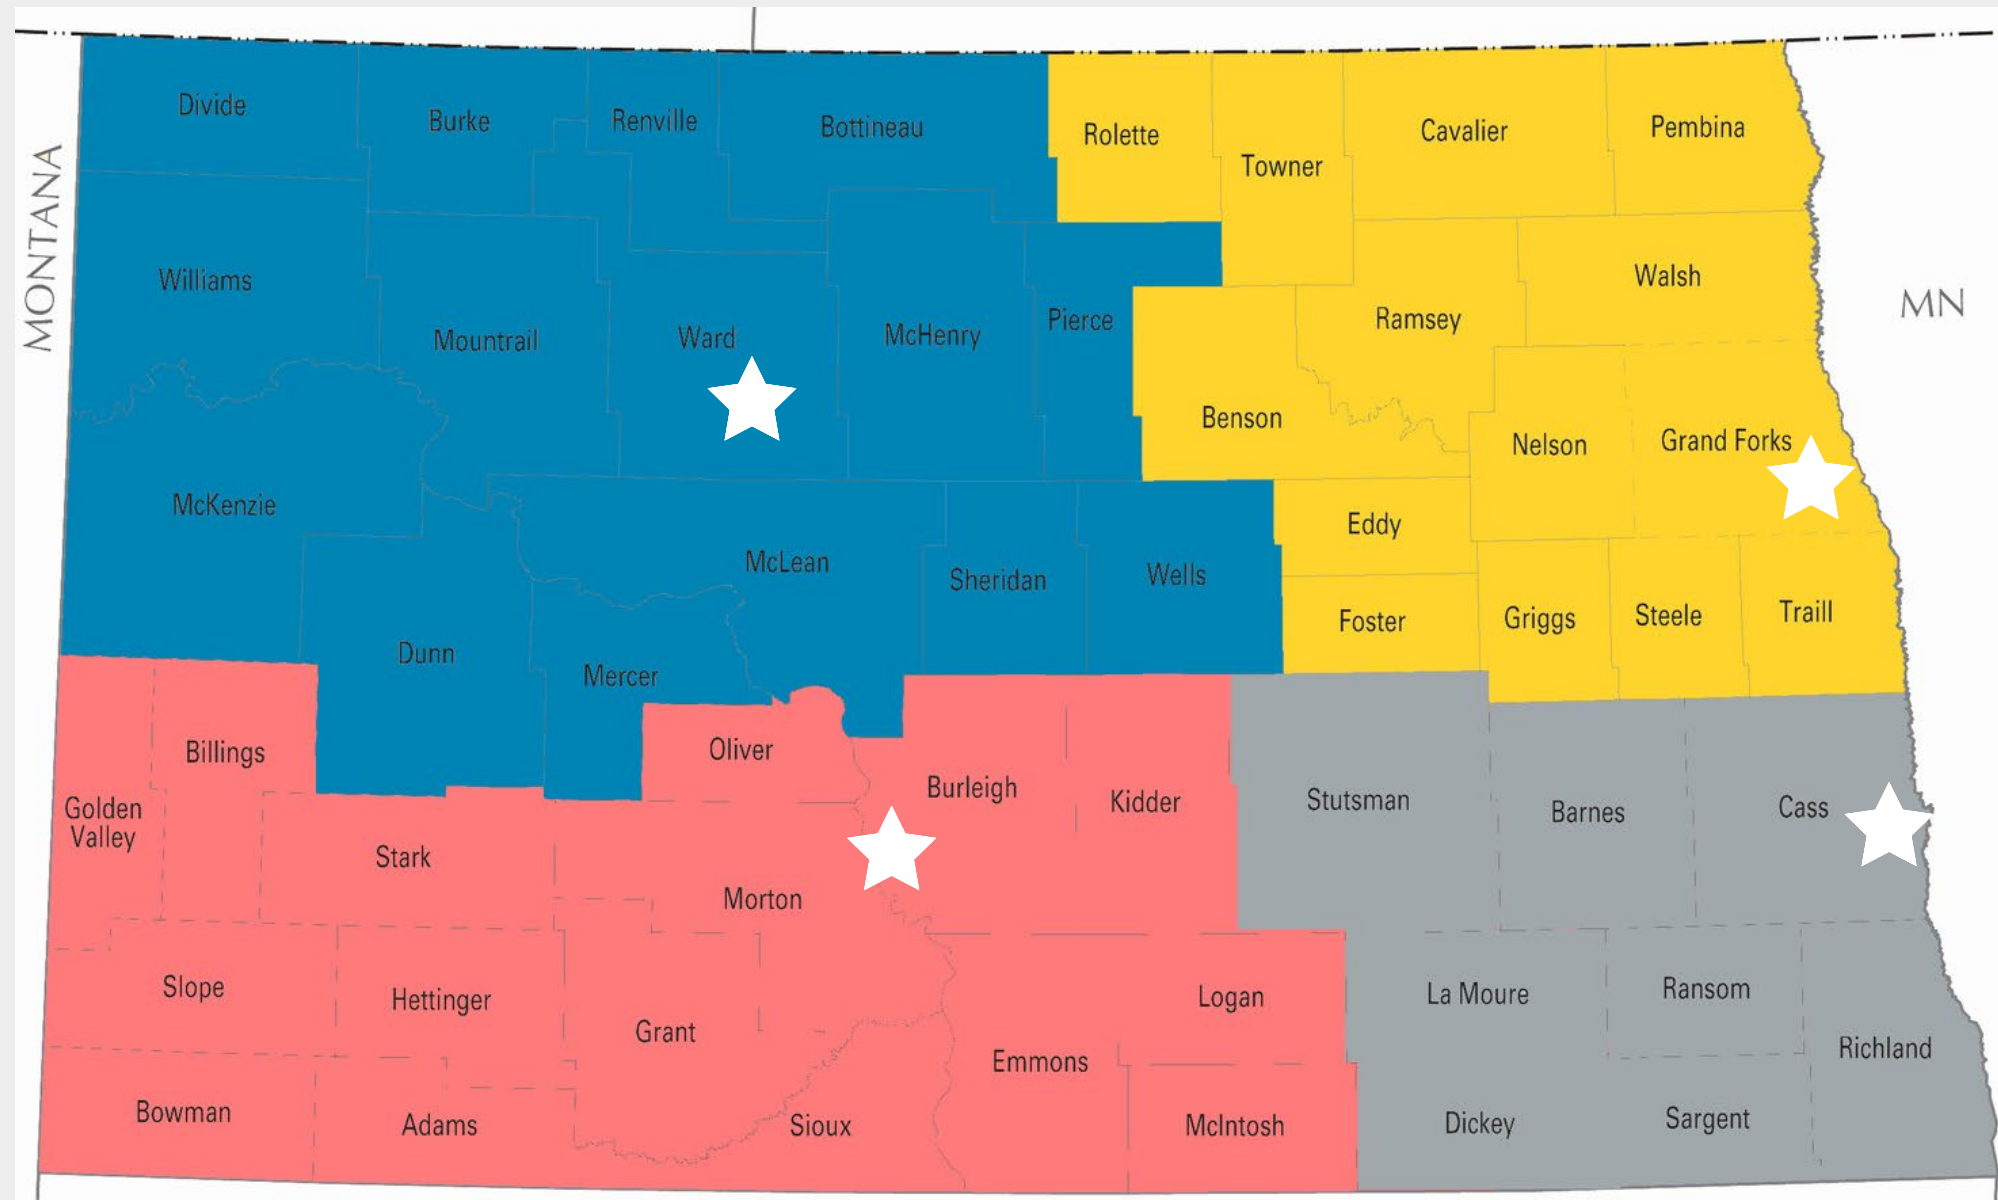 Divide
Burke
Renville
Bottineau
Rolette
Towner
Cavalier
Pembina
MONTANA
Williams
Mountrail
Ward
McHenry
Pierce
Ramsey
Walsh
MN
Benson
Nelson
Grand Forks
McKenzie
McLean
Sheridan
Wells
Eddy
Foster
Griggs
Steele
Traill
Dunn
Mercer
Oliver
Billings
Golden
Valley
Stark
Morton
Burleigh
Kidder
Stutsman
Barnes
Cass
Slope
Hettinger
Grant
Emmons
Logan
La Moure
Ransom
Richland
Bowman
Adams
Sioux
McIntosh
Dickey
Sargent